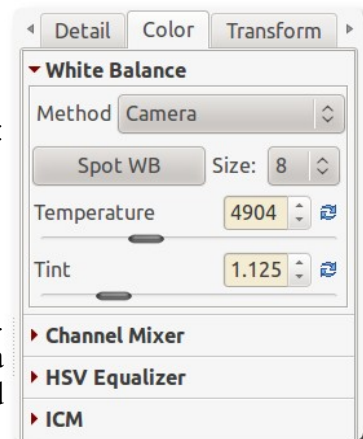 Detail Color Transform
White Balance
Method Camera
Spot WB Size: 8
Temperature 4904
Tint 1.125
Channel Mixer
HSV Equalizer
ICM